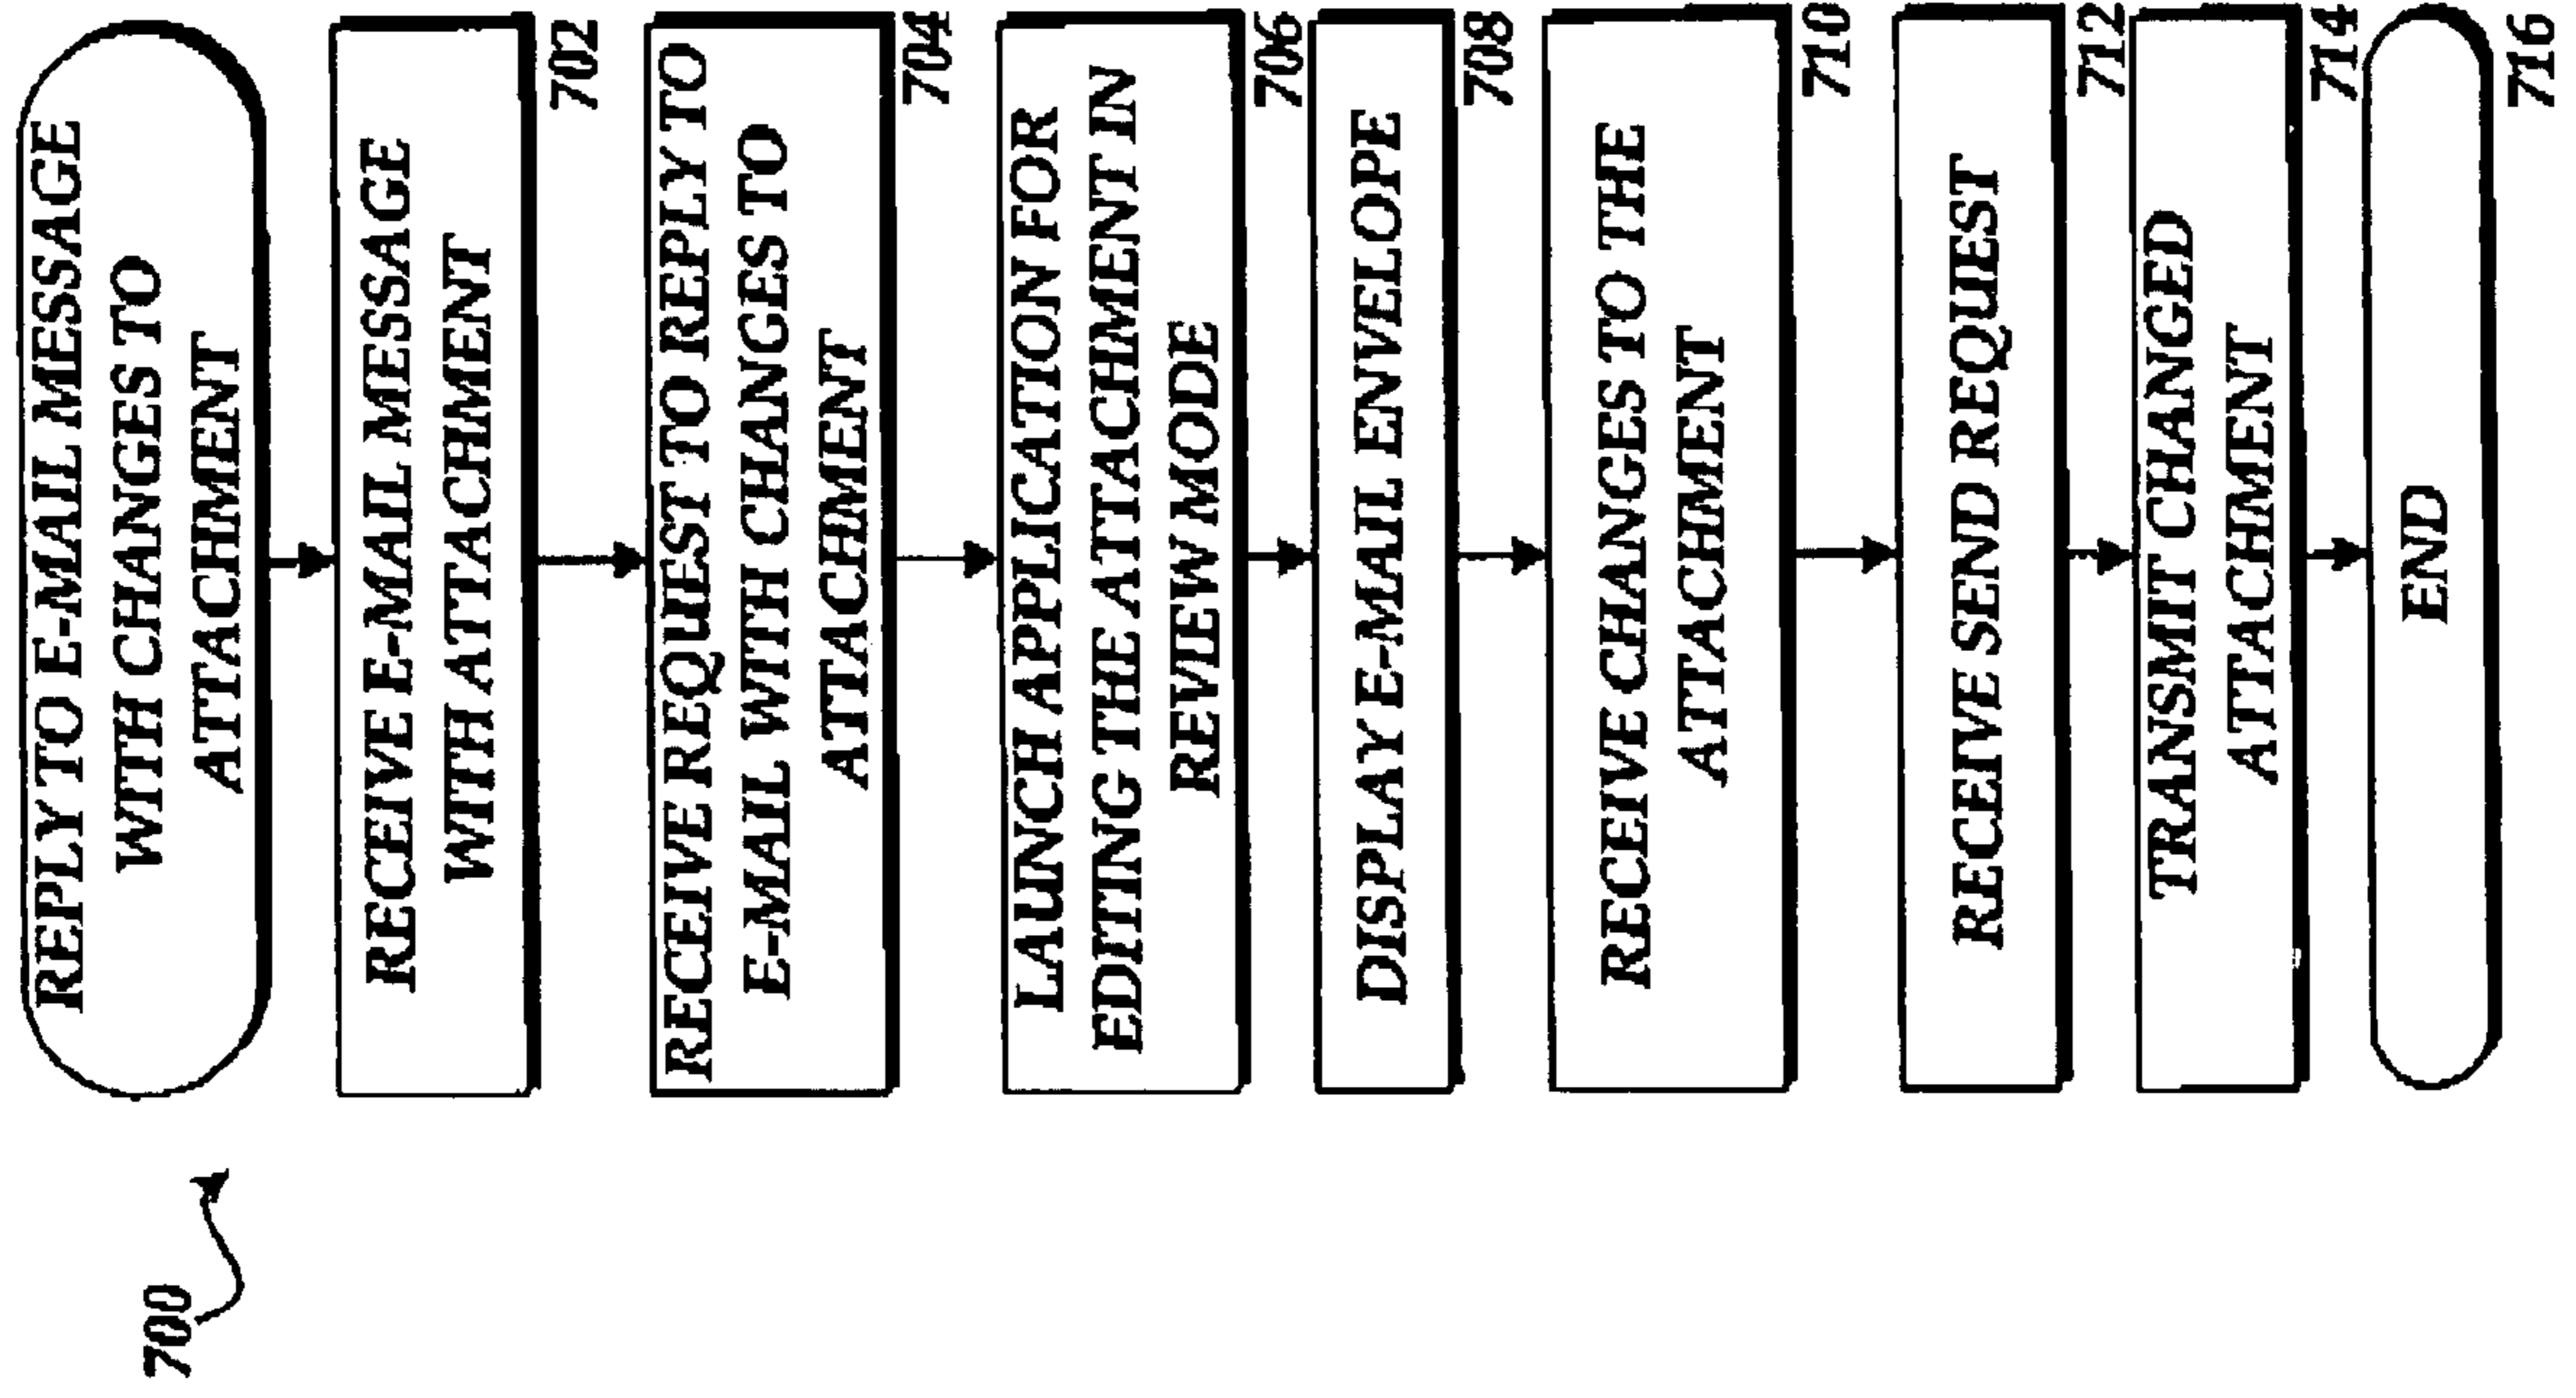 700
REPLY TO E-MAIL MESSAGE
WITH CHANGES TO
ATTACHMENT
RECEIVE E-MAIL MESSAGE
WITH ATTACHMENT
702
RECEIVE REQUEST TO REPLY TO
E-MAIL WITH CHANGES TO
ATTACHMENT
704
LAUNCH APPLICATION FOR
EDITING THE ATTACHMENT IN
REVIEW MODE
706
DISPLAY E-MAIL ENVELOPE
708
RECEIVE CHANGES TO THE
ATTACHMENT
710
RECEIVE SEND REQUEST
712
TRANSMIT CHANGED
ATTACHMENT
714
END
716